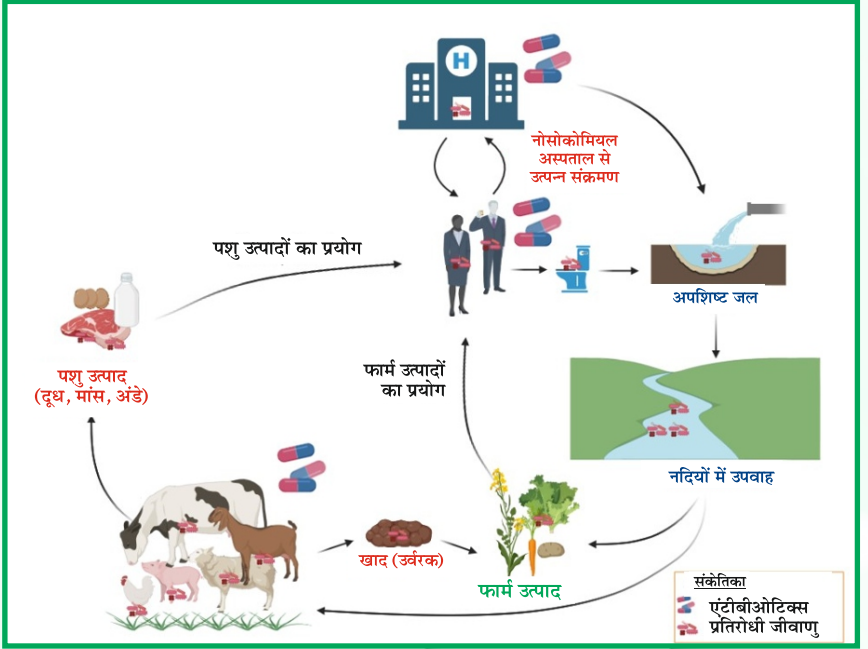 H
नोसोकोमियल
अस्पताल से
उत्पन्न संक्रमण
पशु उत्पादों का प्रयोग
अपशिष्ट जल
पशु उत्पाद
(दूध, मांस, अंडे)
फार्म उत्पादों
का प्रयोग
नदियों में उपवाह
खाद (उर्वरक)
फार्म उत्पाद
संकेतिका
एंटीबीओटिक्स
प्रतिरोधी जीवाणु